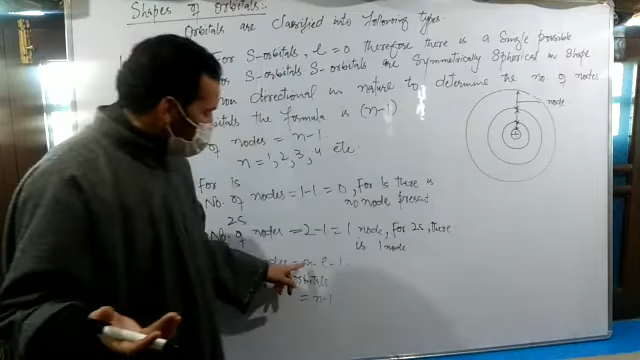 Shapes of orbitals:-
Orbitals are classified into following types.
For S-orbitals, l=0 therefore there is a single possible
S-orbitals S-orbitals are symmetrically spherical in shape
non directional in nature to determine the no. of nodes
orbitals the formula is (n-1)
of nodes = n-1.
n = 1, 2, 3, 4 etc.
node.
For 1s
No. of nodes = 1-1 = 0, For 1s there is
no node present
2s
No. of nodes = 2-1 = 1 node, For 2s, there
is 1 node
nodes = n-l-1.
orbitals
= n-1